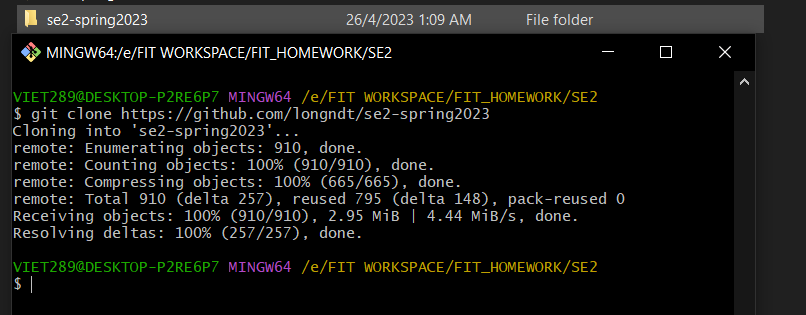 se2-spring2023 26/4/2023 1:09 AM File folder
MINGW64:/e/FIT WORKSPACE/FIT_HOMEWORK/SE2
VIET289@DESKTOP-P2RE6P7 MINGW64 /e/FIT WORKSPACE/FIT_HOMEWORK/SE2
$ git clone https://github.com/longndt/se2-spring2023
Cloning into 'se2-spring2023'...
remote: Enumerating objects: 910, done.
remote: Counting objects: 100% (910/910), done.
remote: Compressing objects: 100% (665/665), done.
remote: Total 910 (delta 257), reused 795 (delta 148), pack-reused 0
Receiving objects: 100% (910/910), 2.95 MiB | 4.44 MiB/s, done.
Resolving deltas: 100% (257/257), done.
VIET289@DESKTOP-P2RE6P7 MINGW64 /e/FIT WORKSPACE/FIT_HOMEWORK/SE2
$